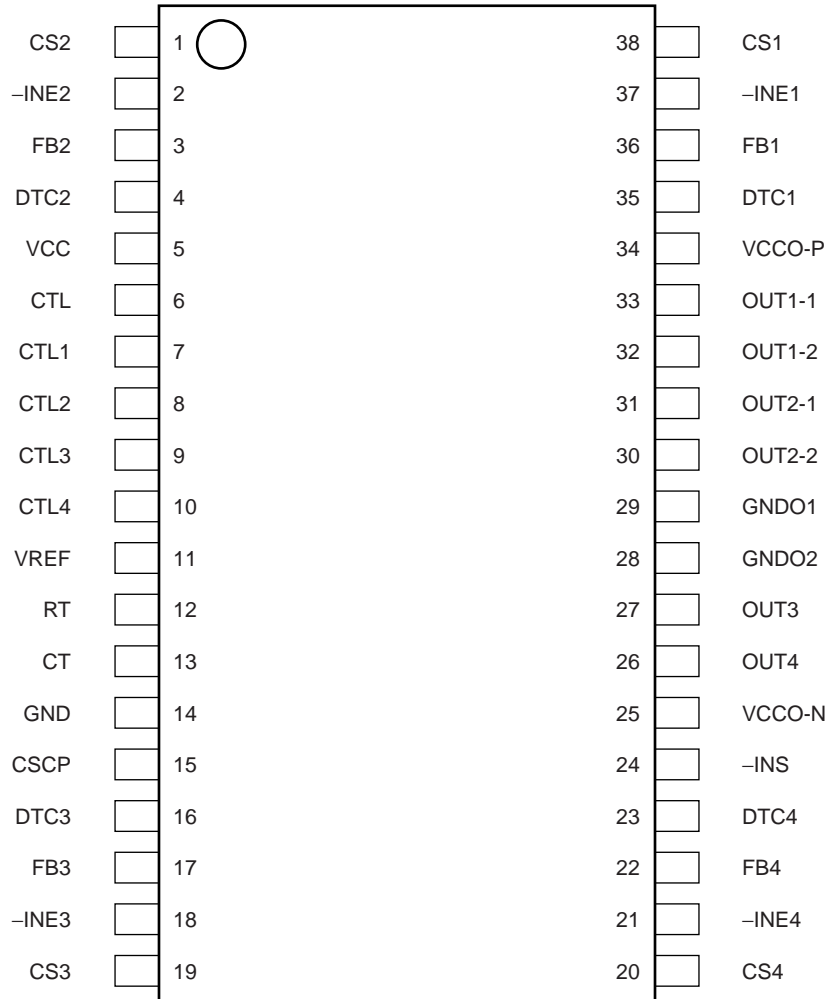 CS2 1 38 CS1
–INE2 2 37 –INE1
FB2 3 36 FB1
DTC2 4 35 DTC1
VCC 5 34 VCCO-P
CTL 6 33 OUT1-1
CTL1 7 32 OUT1-2
CTL2 8 31 OUT2-1
CTL3 9 30 OUT2-2
CTL4 10 29 GNDO1
VREF 11 28 GNDO2
RT 12 27 OUT3
CT 13 26 OUT4
GND 14 25 VCCO-N
CSCP 15 24 –INS
DTC3 16 23 DTC4
FB3 17 22 FB4
–INE3 18 21 –INE4
CS3 19 20 CS4